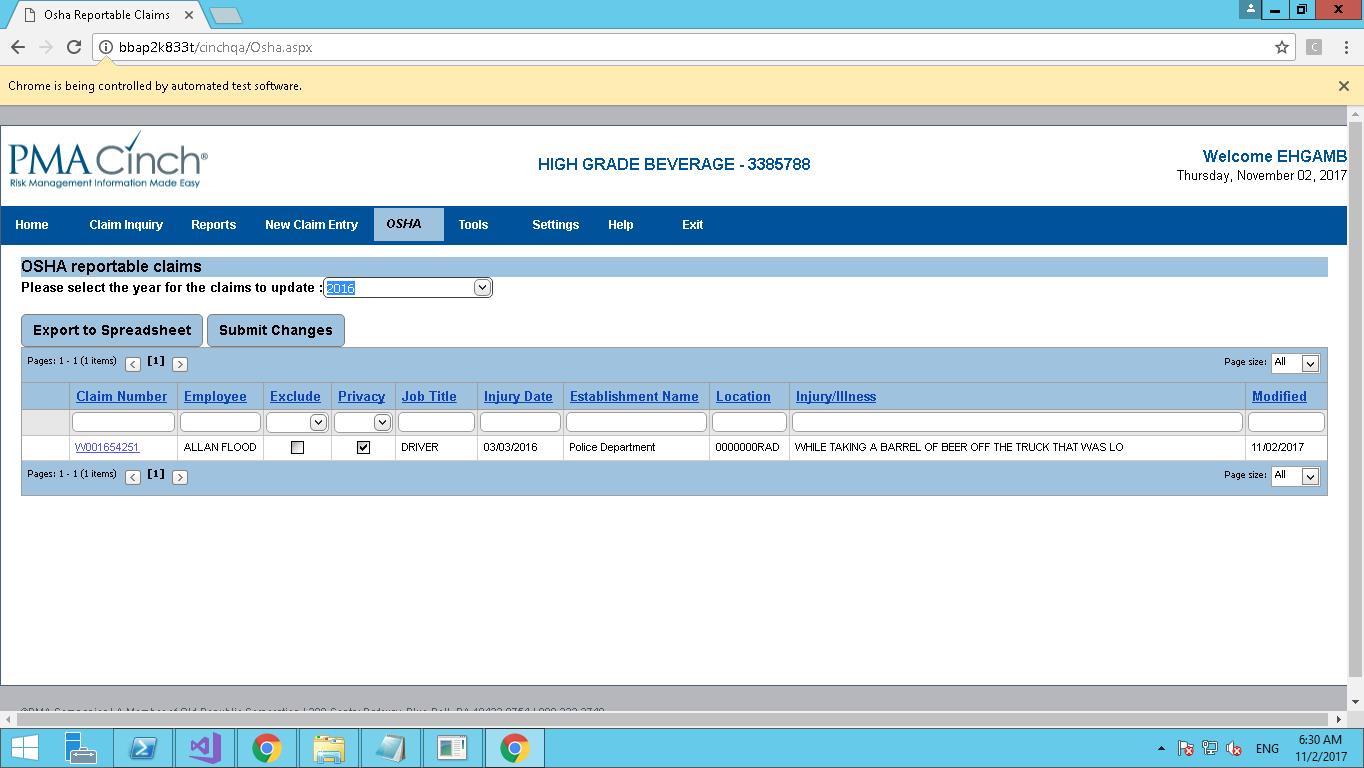 Osha Reportable Claims
bbap2k833t/cinchqa/Osha.aspx
Chrome is being controlled by automated test software.
PMA Cinch®
Risk Management Information Made Easy
HIGH GRADE BEVERAGE - 3385788
Welcome EHGAMB
Thursday, November 02, 2017
Home Claim Inquiry Reports New Claim Entry OSHA Tools Settings Help Exit
OSHA reportable claims
Please select the year for the claims to update : 2016
Export to Spreadsheet Submit Changes
Pages: 1 - 1 (1 items) < [1] > Page size: All
Claim Number Employee Exclude Privacy Job Title Injury Date Establishment Name Location Injury/Illness Modified
W001654251 ALLAN FLOOD DRIVER 03/03/2016 Police Department 0000000RAD WHILE TAKING A BARREL OF BEER OFF THE TRUCK THAT WAS LO 11/02/2017
Pages: 1 - 1 (1 items) < [1] > Page size: All
ENG
6:30 AM
11/2/2017